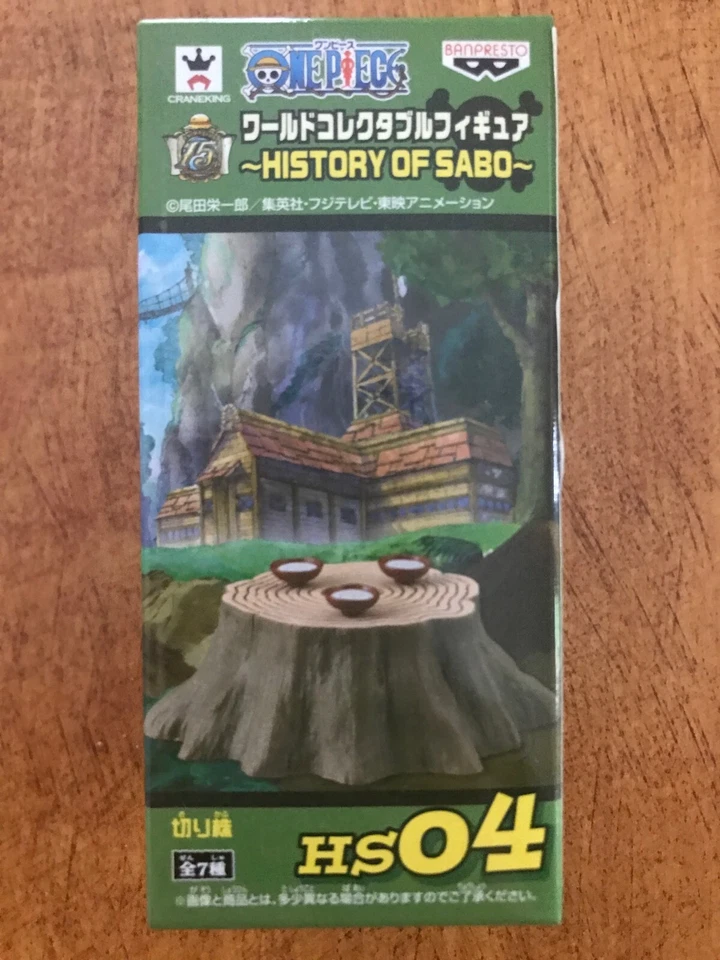 CRANEKING
ワンピース
ONE PIECE
BANPRESTO
15
ワールドコレクタブルフィギュア
~HISTORY OF SABO~
©尾田栄一郎/集英社・フジテレビ・東映アニメーション
切り株
HS04
全7種
※画像と商品とは、多少異なる場合がありますのでご了承ください。